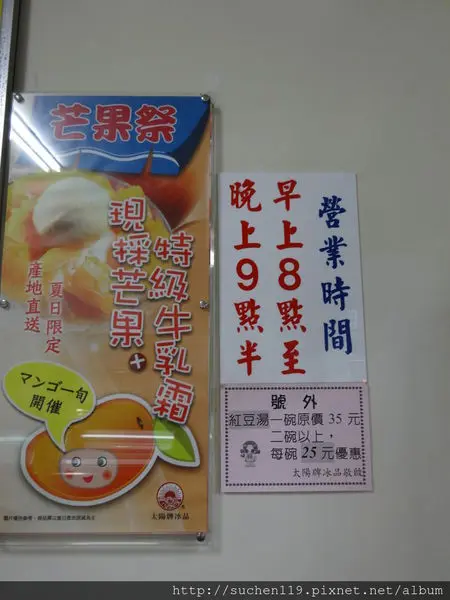 芒果祭
現採芒果
+
特級牛乳霜
夏日限定
產地直送
マンゴー旬
開催
太陽牌冰品
營業時間
早上8點至
晚上9點半
號外
紅豆湯一碗原價35元
二碗以上，
每碗25元優惠
太陽牌冰品啟
http://suchen119.pixnet.net/album